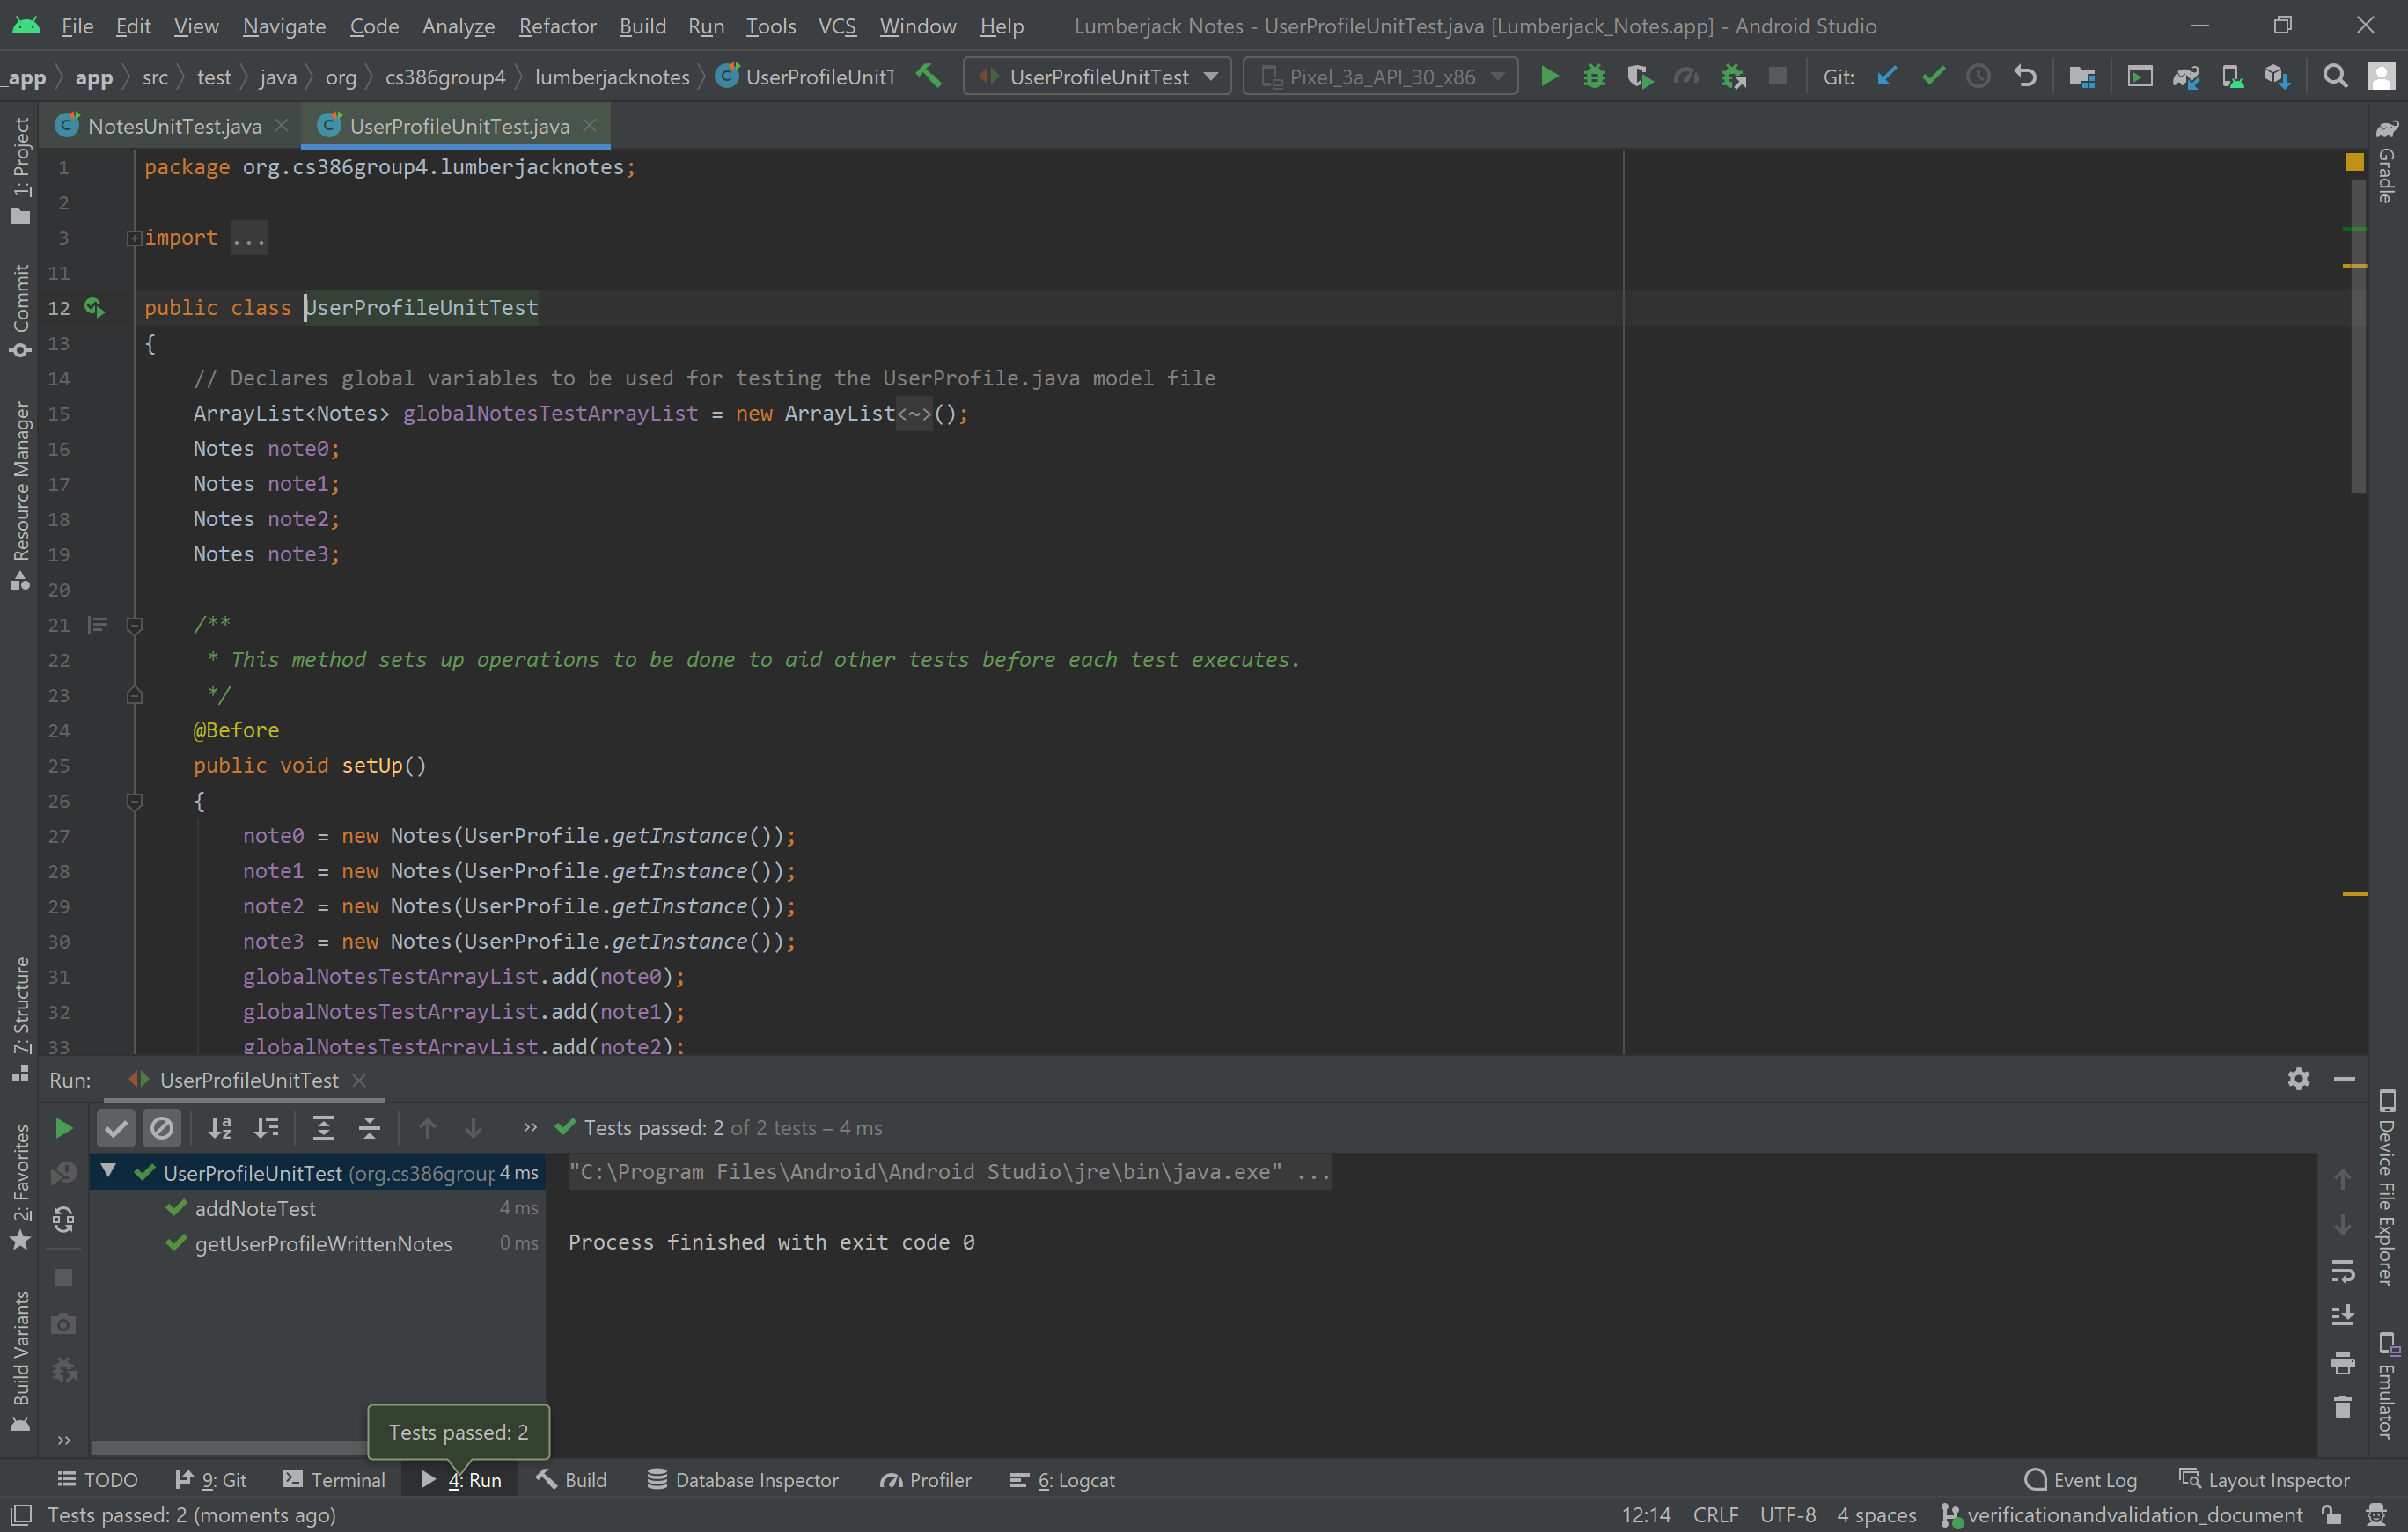 File Edit View Navigate Code Analyze Refactor Build Run Tools VCS Window Help Lumberjack Notes - UserProfileUnitTest.java [Lumberjack_Notes.app] - Android Studio
_app app src test java org cs386group4 lumberjacknotes UserProfileUnitT UserProfileUnitTest Pixel_3a_API_30_x86 Git:
NotesUnitTest.java UserProfileUnitTest.java
1: Project
Commit
Resource Manager
7: Structure
2: Favorites
Build Variants
Gradle
Device File Explorer
Emulator
1 package org.cs386group4.lumberjacknotes;
2
3 import ...
11
12 public class UserProfileUnitTest
13 {
14 // Declares global variables to be used for testing the UserProfile.java model file
15 ArrayList<Notes> globalNotesTestArrayList = new ArrayList<~>();
16 Notes note0;
17 Notes note1;
18 Notes note2;
19 Notes note3;
20
21 /**
22 * This method sets up operations to be done to aid other tests before each test executes.
23 */
24 @Before
25 public void setUp()
26 {
27 note0 = new Notes(UserProfile.getInstance());
28 note1 = new Notes(UserProfile.getInstance());
29 note2 = new Notes(UserProfile.getInstance());
30 note3 = new Notes(UserProfile.getInstance());
31 globalNotesTestArrayList.add(note0);
32 globalNotesTestArrayList.add(note1);
33 globalNotesTestArrayList.add(note2);
Run: UserProfileUnitTest
Tests passed: 2 of 2 tests – 4 ms
UserProfileUnitTest (org.cs386group 4 ms
addNoteTest 4 ms
getUserProfileWrittenNotes 0 ms
"C:\Program Files\Android\Android Studio\jre\bin\java.exe" ...
Process finished with exit code 0
Tests passed: 2
TODO 9: Git Terminal 4: Run Build Database Inspector Profiler 6: Logcat Event Log Layout Inspector
Tests passed: 2 (moments ago) 12:14 CRLF UTF-8 4 spaces verificationandvalidation_document